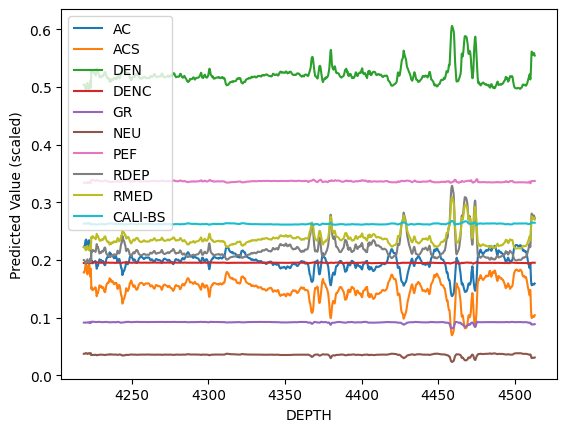 AC
ACS
DEN
DENC
GR
NEU
PEF
RDEP
RMED
CALI-BS
Predicted Value (scaled)
0.6
0.5
0.4
0.3
0.2
0.1
0.0
4250 4300 4350 4400 4450 4500
DEPTH